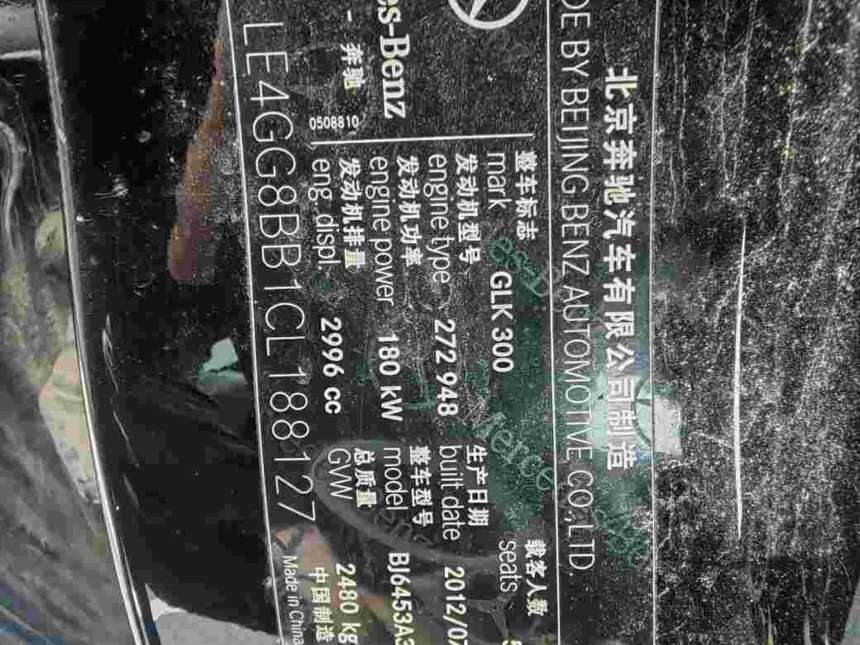 北京奔驰汽车有限公司制造
DE BY BEIJING BENZ AUTOMOTIVE CO.,LTD.
es-Benz
- 奔驰
0508810
整车标志
mark GLK 300
载客人数
seats
发动机型号
engine type 272 948
生产日期
built date 2012/07
发动机功率
engine power 180 kW
整车型号
model BJ6453A3
发动机排量
eng. displ. 2996 cc
总质量
GVW 2480 kg
中国制造
Made in China
LE4GG8BB1CL188127